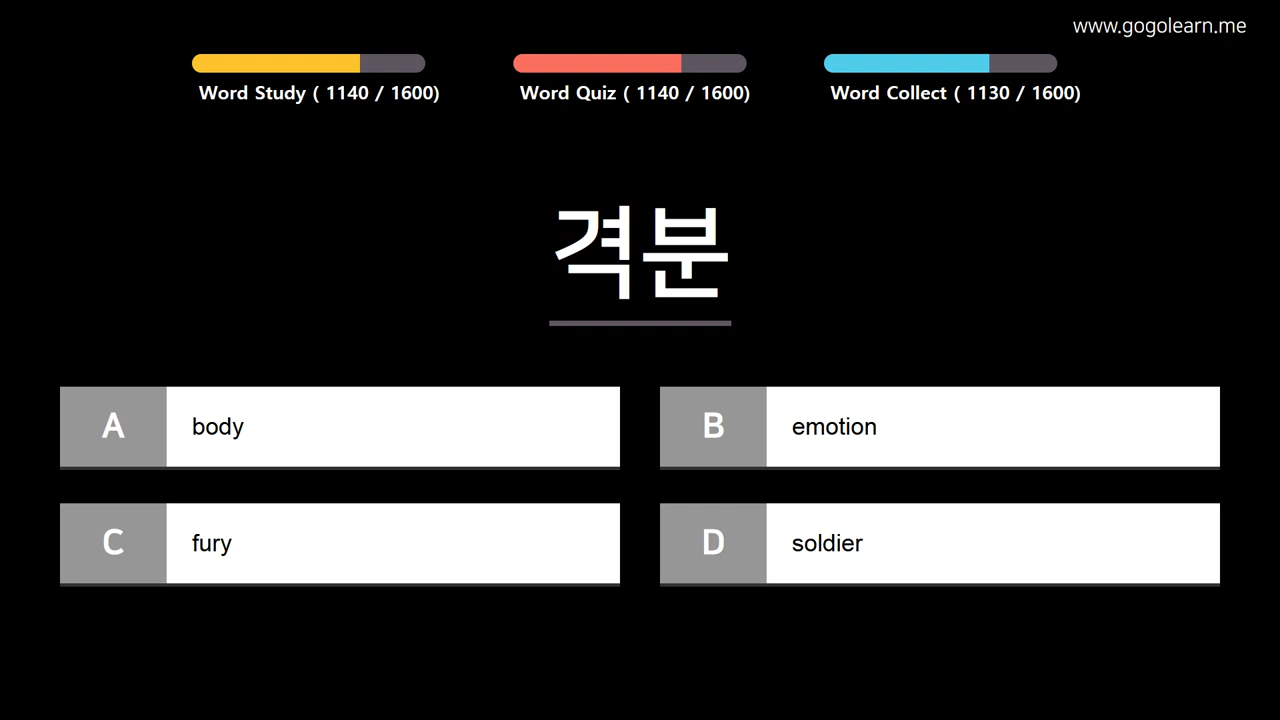 www.gogolearn.me
Word Study ( 1140 / 1600)
Word Quiz ( 1140 / 1600)
Word Collect ( 1130 / 1600)
격분
A body
B emotion
C fury
D soldier